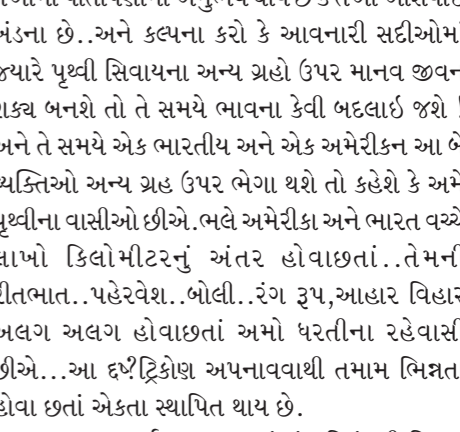 ખંડના છે..અને કલ્પના કરો કે આવનારી સદીઓમાં
જ્યારે પૃથ્વી સિવાયના અન્ય ગ્રહો ઉપર માનવ જીવન
શક્ય બનશે તો તે સમયે ભાવના કેવી બદલાઇ જશે !
અને તે સમયે એક ભારતીય અને એક અમેરીકન આ બે
વ્યક્તિઓ અન્ય ગ્રહ ઉપર ભેગા થશે તો કહેશે કે અમે
પૃથ્વીના વાસીઓ છીએ.ભલે અમેરીકા અને ભારત વચ્ચે
લાખો કિલોમીટરનું અંતર હોવાછતાં..તેમની
રીતભાત..પહેરવેશ..બોલી..રંગ રૂપ,આહાર વિહાર
અલગ અલગ હોવાછતાં અમો ધરતીના રહેવાસી
છીએ...આ દ્દષ્?ટ્રિકોણ અપનાવવાથી તમામ ભિન્નતા
હોવા છતાં એકતા સ્થાપિત થાય છે.